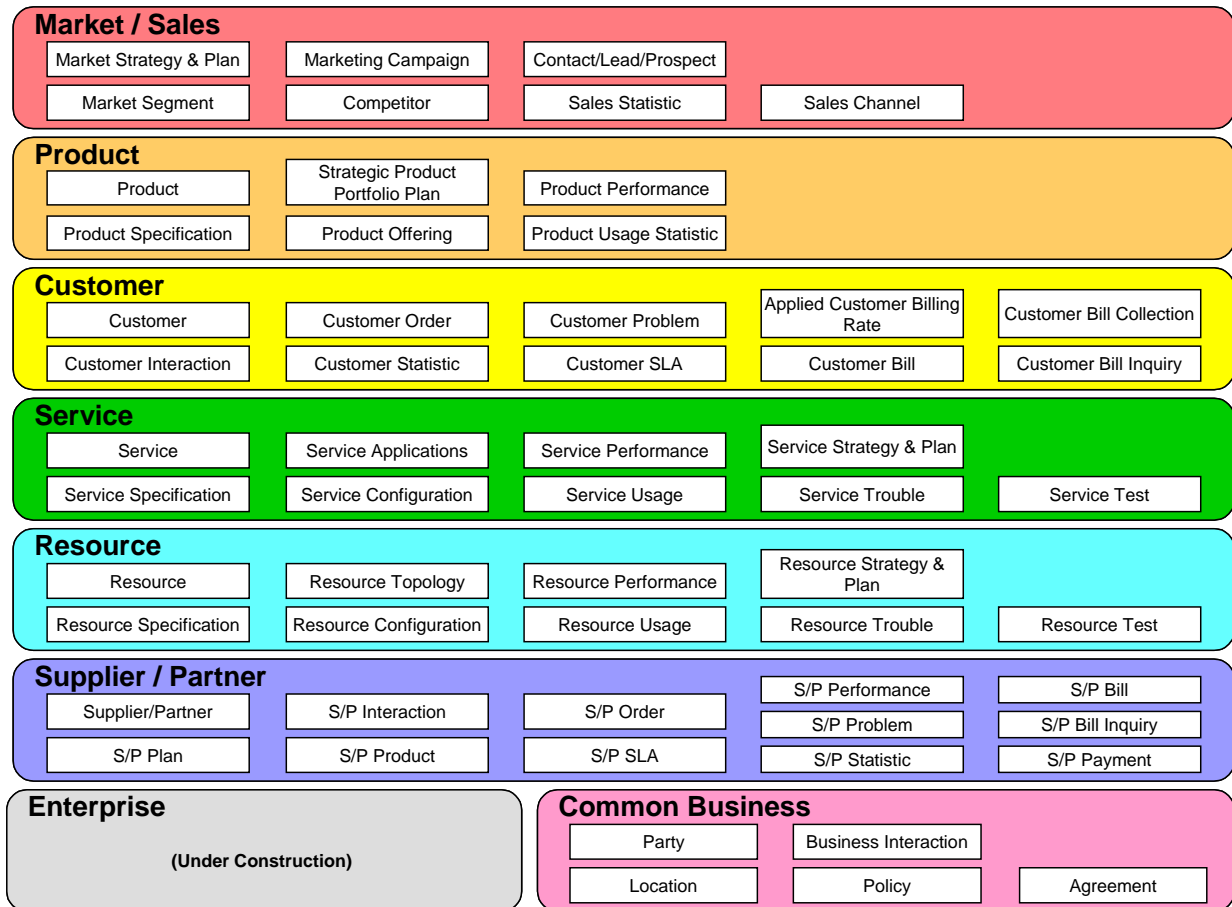 Market / Sales
Market Strategy & Plan
Marketing Campaign
Contact/Lead/Prospect
Market Segment
Competitor
Sales Statistic
Sales Channel
Product
Product
Strategic Product
Portfolio Plan
Product Performance
Product Specification
Product Offering
Product Usage Statistic
Customer
Customer
Customer Order
Customer Problem
Applied Customer Billing
Rate
Customer Bill Collection
Customer Interaction
Customer Statistic
Customer SLA
Customer Bill
Customer Bill Inquiry
Service
Service
Service Applications
Service Performance
Service Strategy & Plan
Service Specification
Service Configuration
Service Usage
Service Trouble
Service Test
Resource
Resource
Resource Topology
Resource Performance
Resource Strategy &
Plan
Resource Specification
Resource Configuration
Resource Usage
Resource Trouble
Resource Test
Supplier / Partner
Supplier/Partner
S/P Interaction
S/P Order
S/P Performance
S/P Bill
S/P Problem
S/P Bill Inquiry
S/P Plan
S/P Product
S/P SLA
S/P Statistic
S/P Payment
Enterprise
(Under Construction)
Common Business
Party
Business Interaction
Location
Policy
Agreement